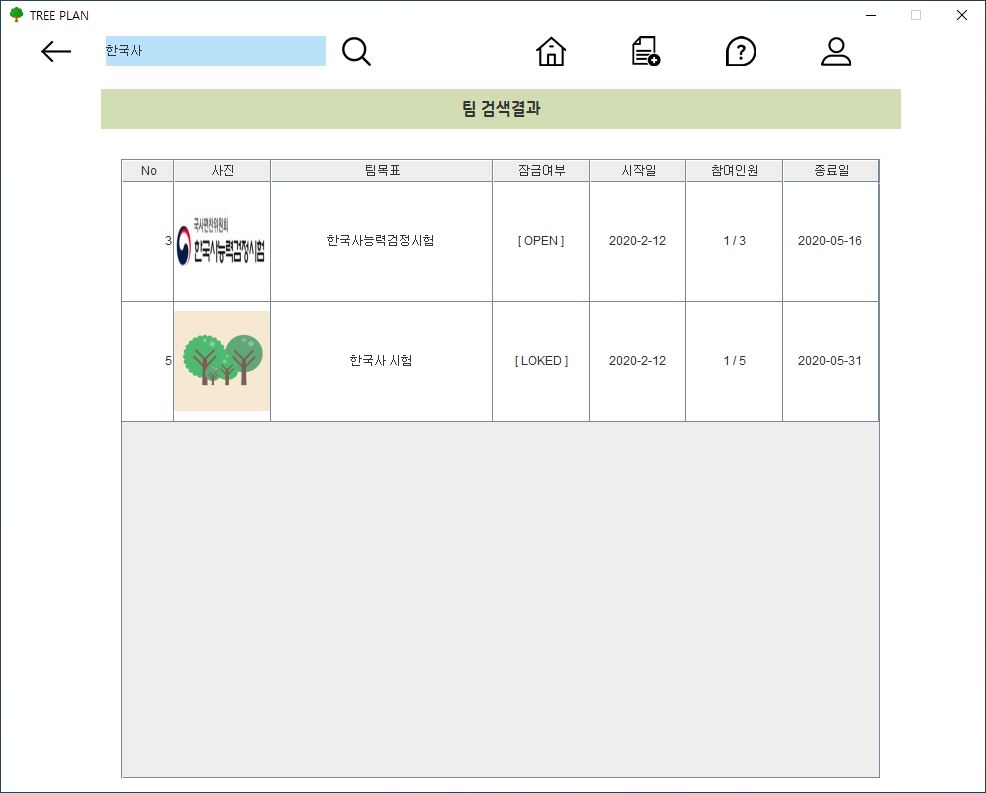 TREE PLAN
한국사
팀 검색결과
No 사진 팀목표 잠금여부 시작일 참여인원 종료일
3 국사편찬위원회
한국사능력검정시험 한국사능력검정시험 [ OPEN ] 2020-2-12 1 / 3 2020-05-16
5 한국사 시험 [ LOKED ] 2020-2-12 1 / 5 2020-05-31